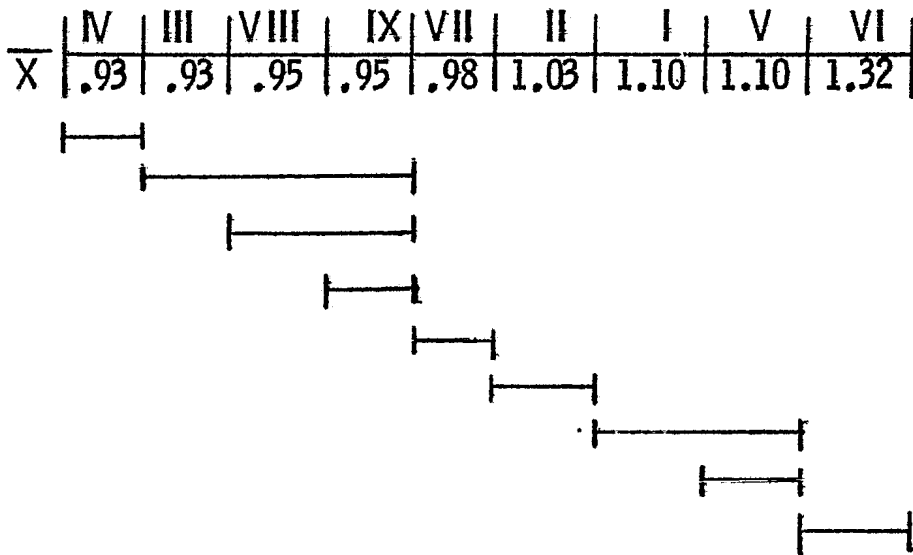 IV III VIII IX VII II I V VI
X .93 .93 .95 .95 .98 1.03 1.10 1.10 1.32